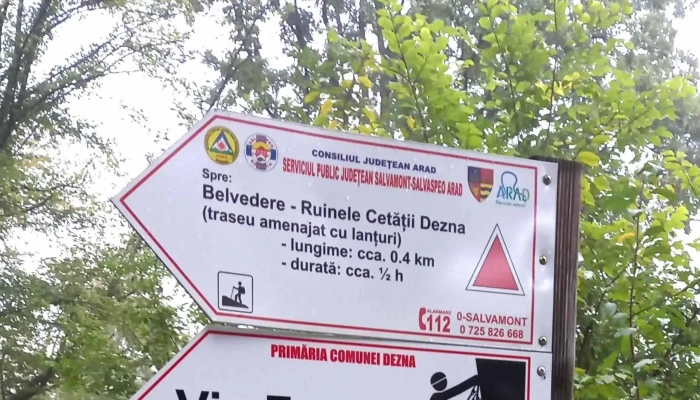 CONSILIUL JUDEȚEAN ARAD
SERVICIUL PUBLIC JUDEȚEAN SALVAMONT-SALVASPEO ARAD
ARAD
Spre:
Belvedere - Ruinele Cetății Dezna
(traseu amenajat cu lanțuri)
- lungime: cca. 0.4 km
- durată: cca. ½ h
ALARMARE
112
0-SALVAMONT
0 725 826 668
PRIMĂRIA COMUNEI DEZNA